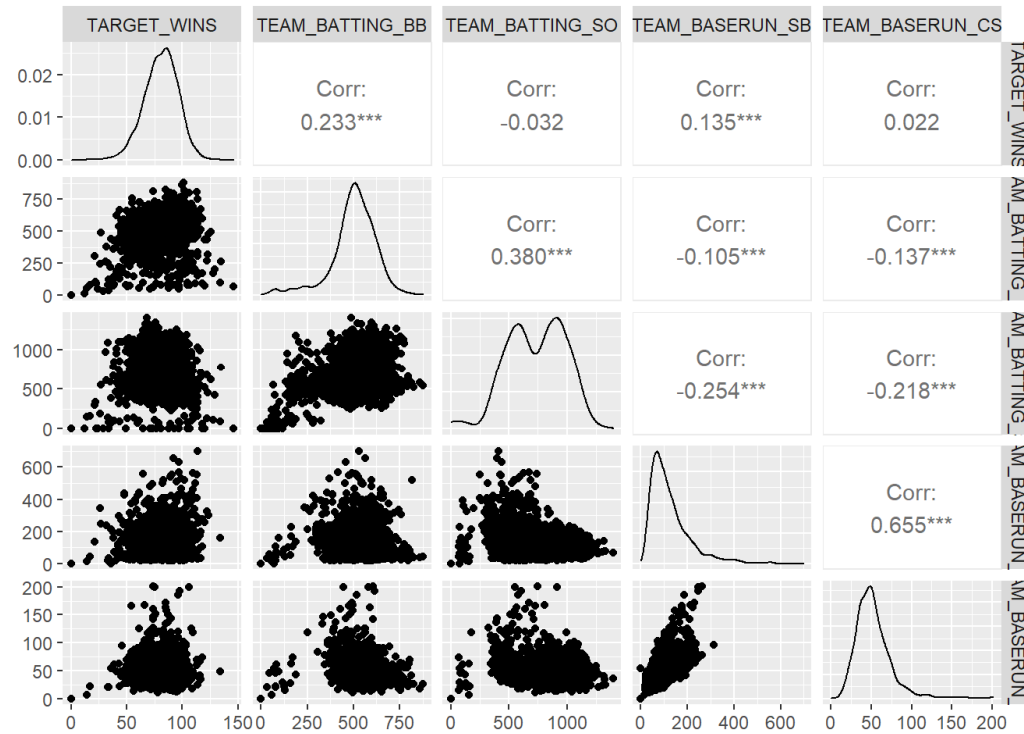 TARGET_WINS TEAM_BATTING_BB TEAM_BATTING_SO TEAM_BASERUN_SB TEAM_BASERUN_CS
0.02
0.01
0.00
Corr:
0.233***
Corr:
-0.032
Corr:
0.135***
Corr:
0.022
TARGET_WINS
750
500
250
0
Corr:
0.380***
Corr:
-0.105***
Corr:
-0.137***
AM_BATTING_
1000
500
0
Corr:
-0.254***
Corr:
-0.218***
AM_BATTING_
600
400
200
0
Corr:
0.655***
AM_BASERUN_
200
150
100
50
0
AM_BASERUN_
0 50 100 150 0 250 500 750 0 500 1000 0 200 400 600 0 50 100 150 200